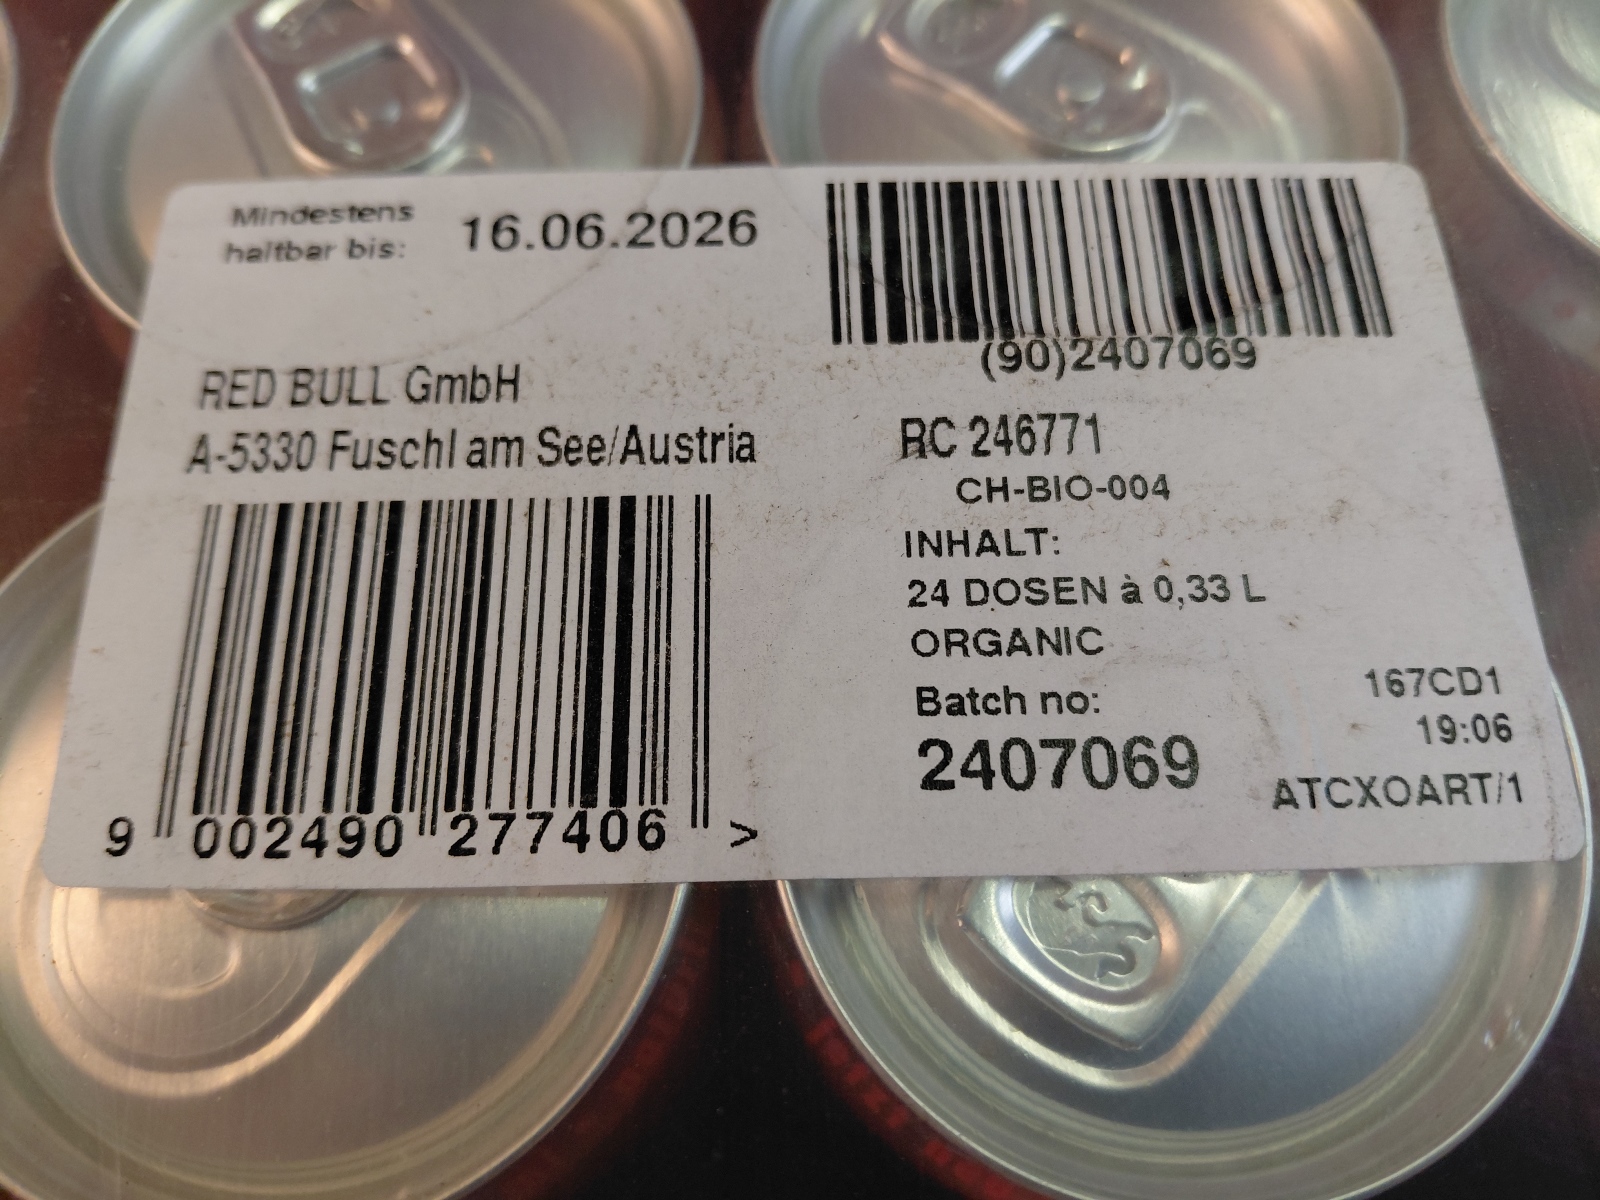 Mindestens
haltbar bis:
16.06.2026
(90)2407069
RED BULL GmbH
A-5330 Fuschl am See/Austria
RC 246771
CH-BIO-004
INHALT:
24 DOSEN à 0,33 L
ORGANIC
Batch no:
2407069
167CD1
19:06
ATCXOART/1
9 002490 277406 >